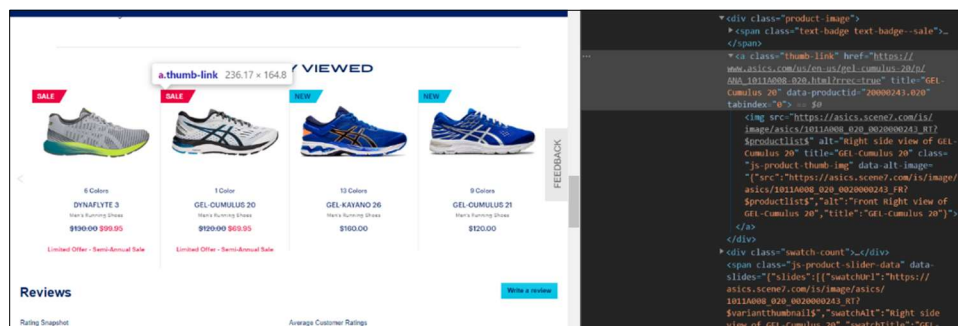 Y VIEWED
a.thumb-link 236.17 × 164.8
SALE
SALE
NEW
NEW
6 Colors
1 Color
13 Colors
9 Colors
DYNAFLYTE 3
GEL-CUMULUS 20
GEL-KAYANO 26
GEL-CUMULUS 21
Men's Running Shoes
Men's Running Shoes
Men's Running Shoes
Men's Running Shoes
$130.00 $99.95
$120.00 $69.95
$160.00
$120.00
Limited Offer - Semi-Annual Sale
Limited Offer - Semi-Annual Sale
FEEDBACK
Reviews
Write a review
Rating Snapshot
Average Customer Ratings
▼<div class="product-image">
▶<span class="text-badge text-badge--sale">…
</span>
…
▼<a class="thumb-link" href="https://
www.asics.com/us/en-us/gel-cumulus-20/p/
ANA_1011A008-020.html?rrec=true" title="GEL-
Cumulus 20" data-productid="20000243.020"
tabindex="0"> == $0
<img src="https://asics.scene7.com/is/
image/asics/1011A008_020_0020000243_RT?
$productlist$" alt="Right side view of GEL-
Cumulus 20" title="GEL-Cumulus 20" class=
"js-product-thumb-img" data-alt-image=
"{"src":"https://asics.scene7.com/is/image/
asics/1011A008_020_0020000243_FR?
$productlist$","alt":"Front Right view of
GEL-Cumulus 20","title":"GEL-Cumulus 20"}">
</a>
</div>
▶<div class="swatch-count">…</div>
<span class="js-product-slider-data" data-
slides="{"slides":[{"swatchUrl":"https://
asics.scene7.com/is/image/asics/
1011A008_020_0020000243_RT?
$variantthumbnail$","swatchAlt":"Right side
view of GEL-Cumulus 20","swatchTitle":"GEL-